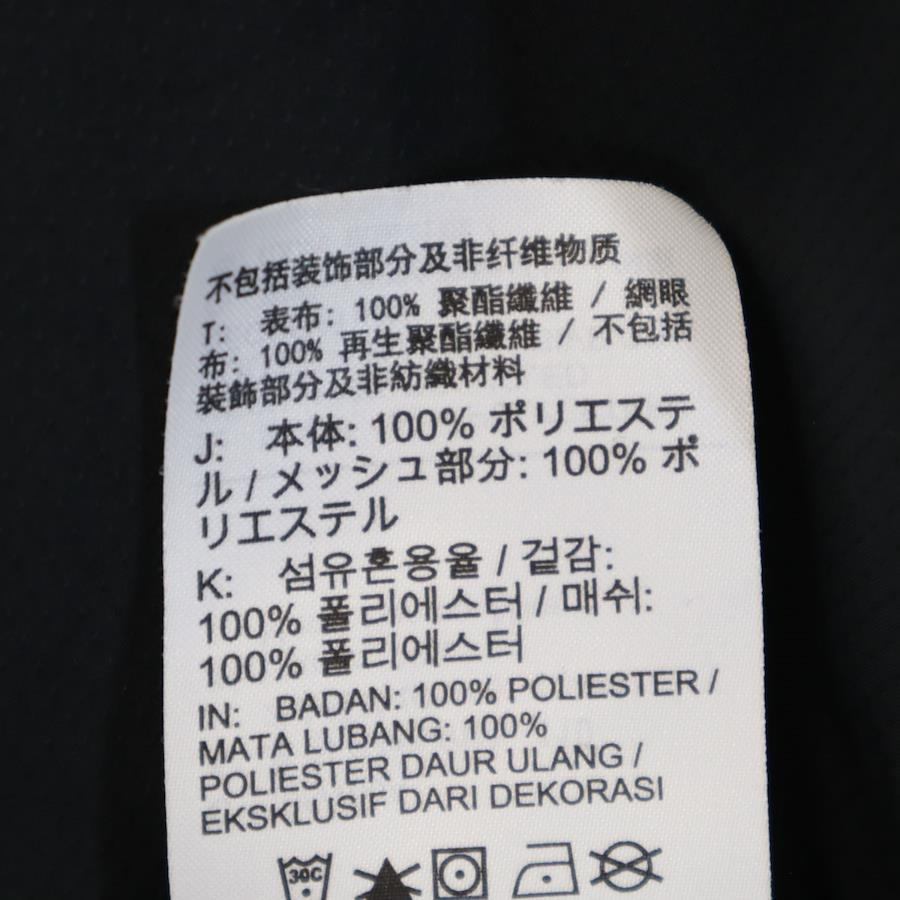 不包括装饰部分及非纤维物质
T: 表布: 100% 聚酯纖維 / 網眼
布: 100% 再生聚酯纖維 / 不包括
裝飾部分及非紡織材料
J: 本体: 100% ポリエステ
ル / メッシュ部分: 100% ポ
リエステル
K: 섬유혼용율 / 겉감:
100% 폴리에스터 / 매쉬:
100% 폴리에스터
IN: BADAN: 100% POLIESTER /
MATA LUBANG: 100%
POLIESTER DAUR ULANG /
EKSKLUSIF DARI DEKORASI
30C